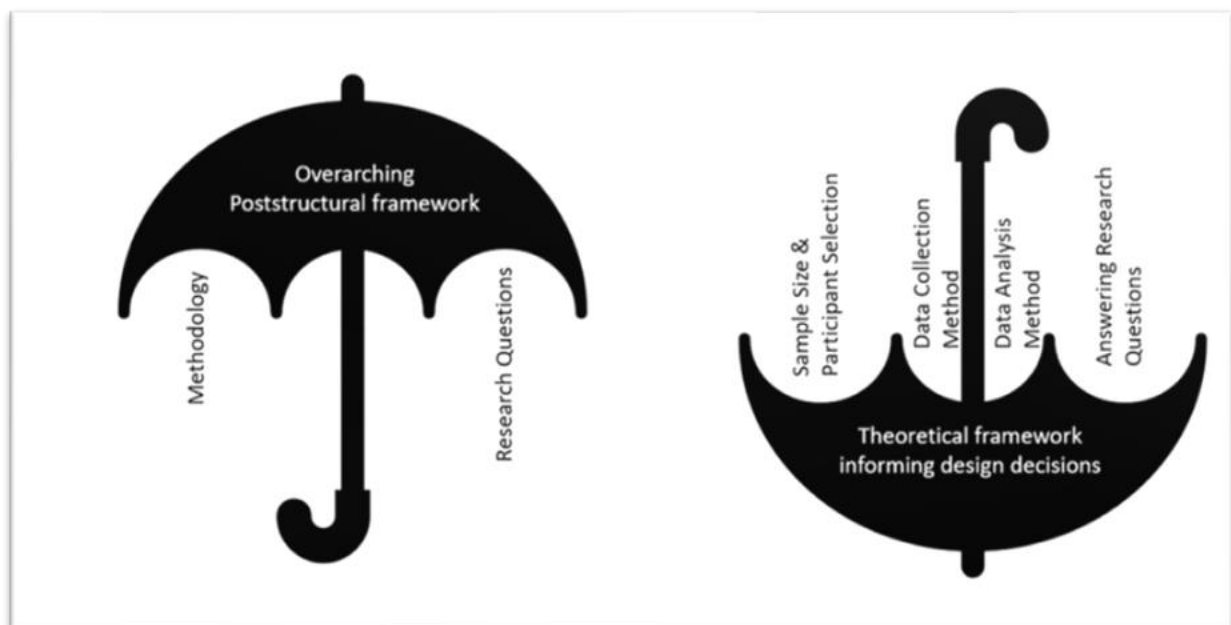 Overarching
Poststructural framework
Methodology
Research Questions
Sample Size &
Participant Selection
Data Collection
Method
Data Analysis
Method
Answering Research
Questions
Theoretical framework
informing design decisions